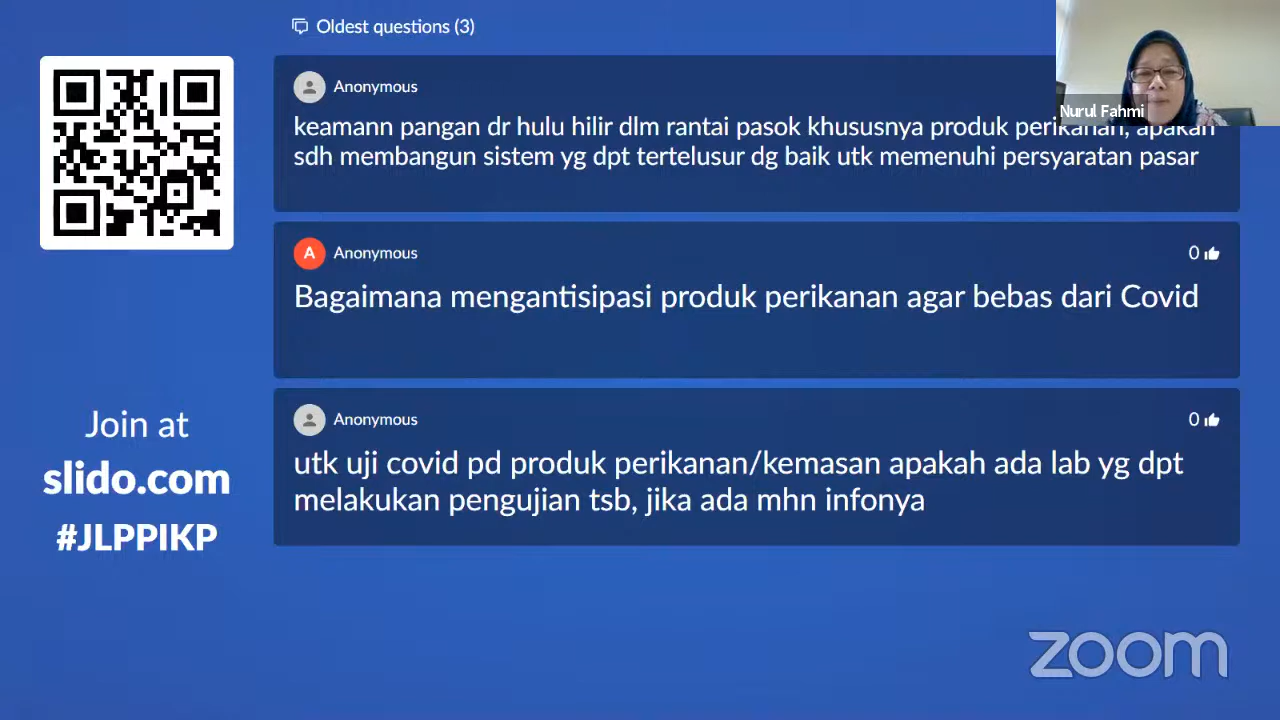 Oldest questions (3)
Anonymous
Nurul Fahmi
keamann pangan dr hulu hilir dlm rantai pasok khususnya produk perikanan, apakah
sdh membangun sistem yg dpt tertelusur dg baik utk memenuhi persyaratan pasar
A
Anonymous
0
Bagaimana mengantisipasi produk perikanan agar bebas dari Covid
Anonymous
0
utk uji covid pd produk perikanan/kemasan apakah ada lab yg dpt
melakukan pengujian tsb, jika ada mhn infonya
Join at
slido.com
#JLPPIKP
zoom